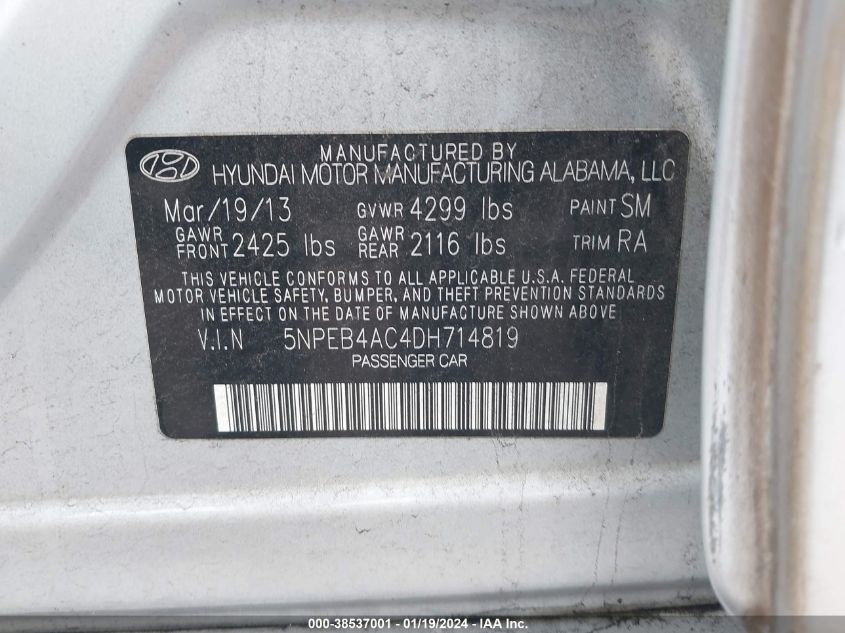 MANUFACTURED BY
HYUNDAI MOTOR MANUFACTURING ALABAMA, LLC
Mar/19/13 GVWR 4299 lbs PAINT SM
GAWR FRONT 2425 lbs GAWR REAR 2116 lbs TRIM RA
THIS VEHICLE CONFORMS TO ALL APPLICABLE U.S.A. FEDERAL
MOTOR VEHICLE SAFETY, BUMPER, AND THEFT PREVENTION STANDARDS
IN EFFECT ON THE DATE OF MANUFACTURE SHOWN ABOVE
V.I.N 5NPEB4AC4DH714819
PASSENGER CAR
000-38537001 - 01/19/2024 - IAA Inc.